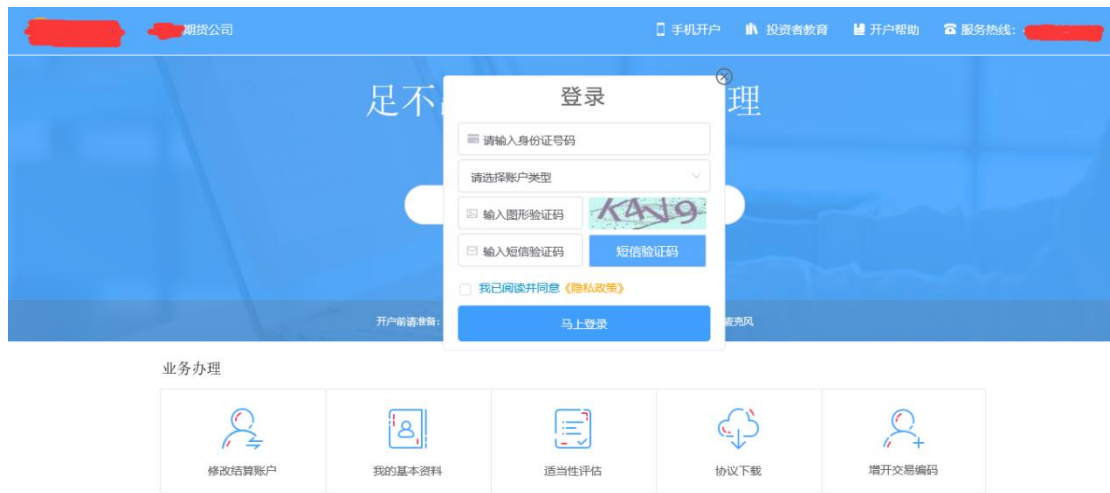 期货公司
手机开户 投资者教育 开户帮助 服务热线:
足不 理
登录
请输入身份证号码
请选择账户类型
输入图形验证码 K4V9
输入短信验证码 短信验证码
我已阅读并同意《隐私政策》
开户前请准备: 马上登录 麦克风
业务办理
修改结算账户 我的基本资料 适当性评估 协议下载 增开交易编码